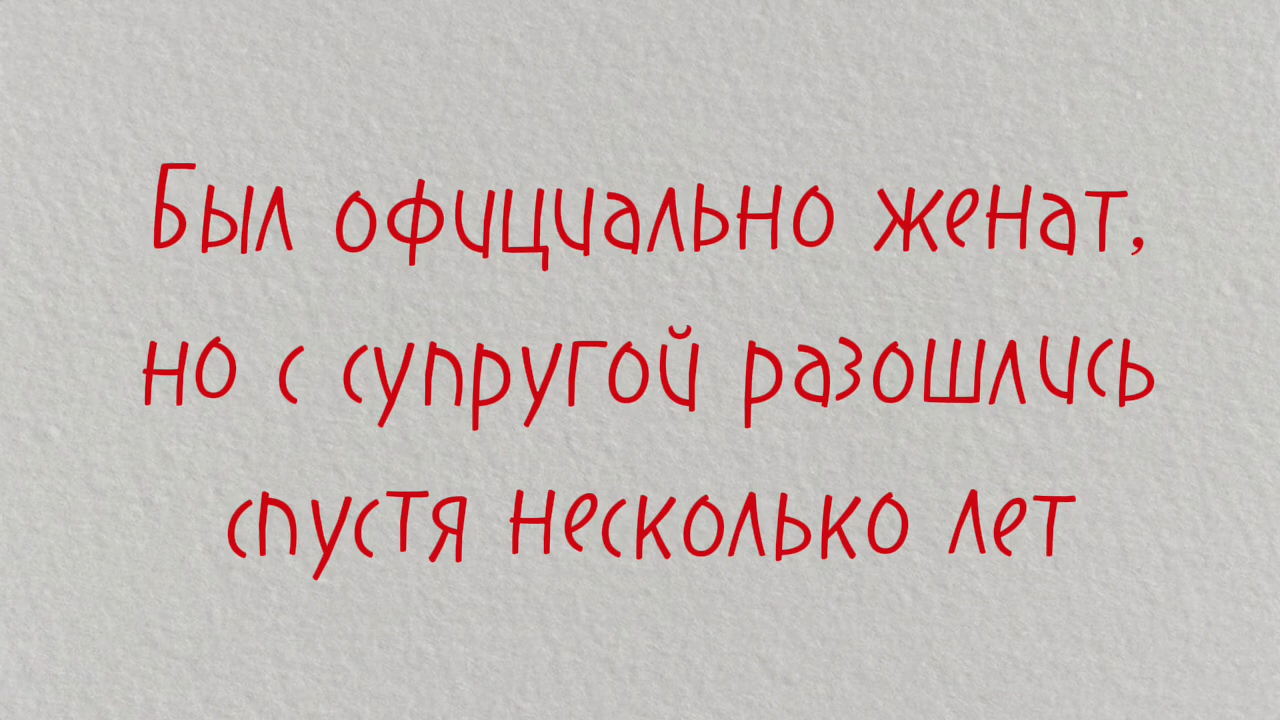 Был официально женат,
но с супругой разошлись
спустя несколько лет